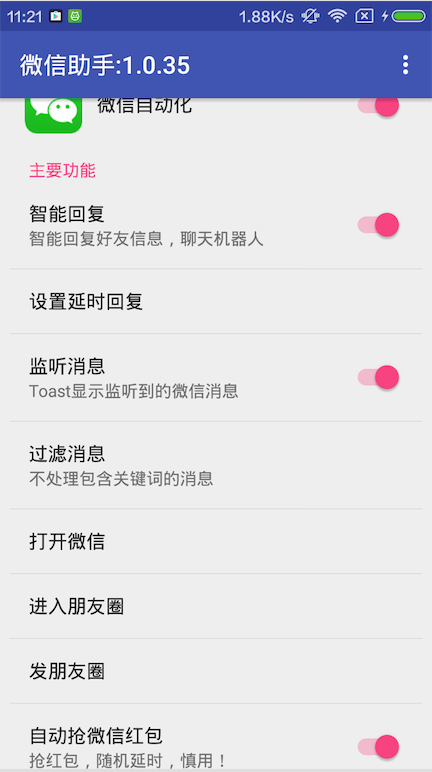 11:21
1.88K/s
微信助手:1.0.35
微信自动化
主要功能
智能回复
智能回复好友信息，聊天机器人
设置延时回复
监听消息
Toast显示监听到的微信消息
过滤消息
不处理包含关键词的消息
打开微信
进入朋友圈
发朋友圈
自动抢微信红包
抢红包，随机延时，慎用！